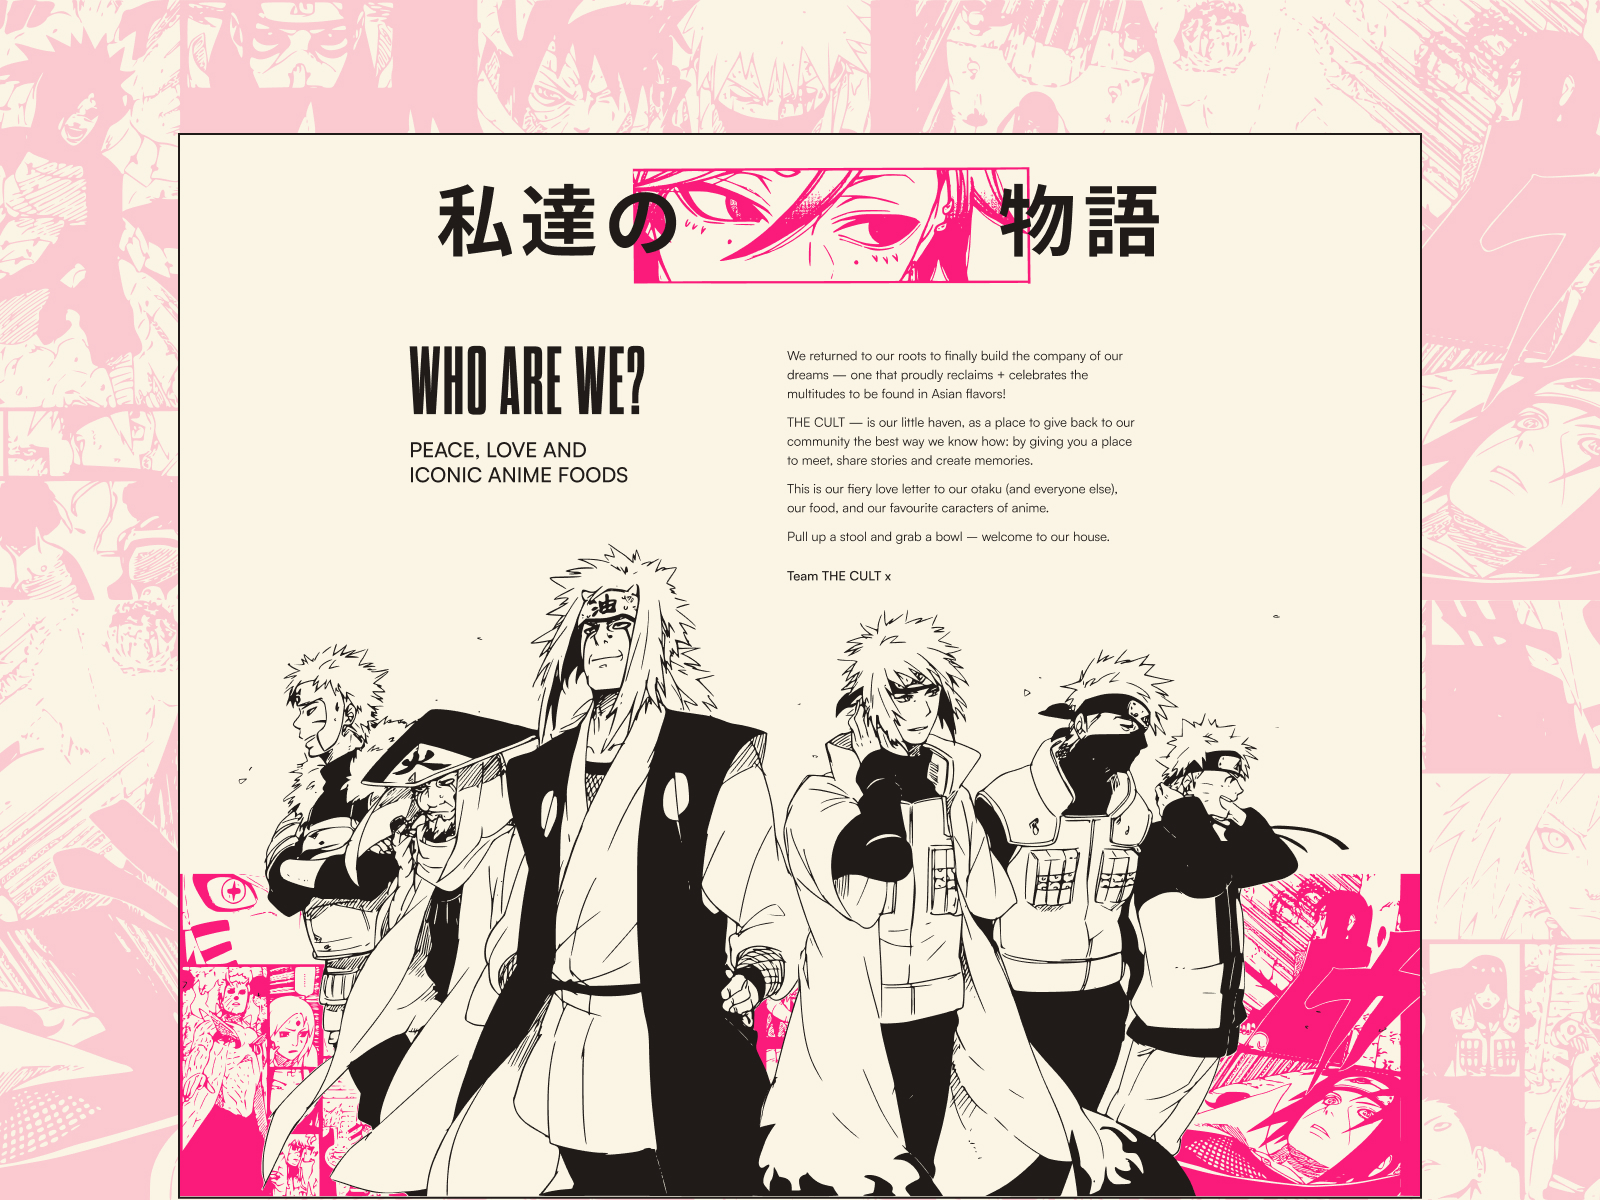 私達の 物語
WHO ARE WE?
PEACE, LOVE AND
ICONIC ANIME FOODS
We returned to our roots to finally build the company of our
dreams — one that proudly reclaims + celebrates the
multitudes to be found in Asian flavors!
THE CULT — is our little haven, as a place to give back to our
community the best way we know how: by giving you a place
to meet, share stories and create memories.
This is our fiery love letter to our otaku (and everyone else),
our food, and our favourite caracters of anime.
Pull up a stool and grab a bowl – welcome to our house.
Team THE CULT x
油
火